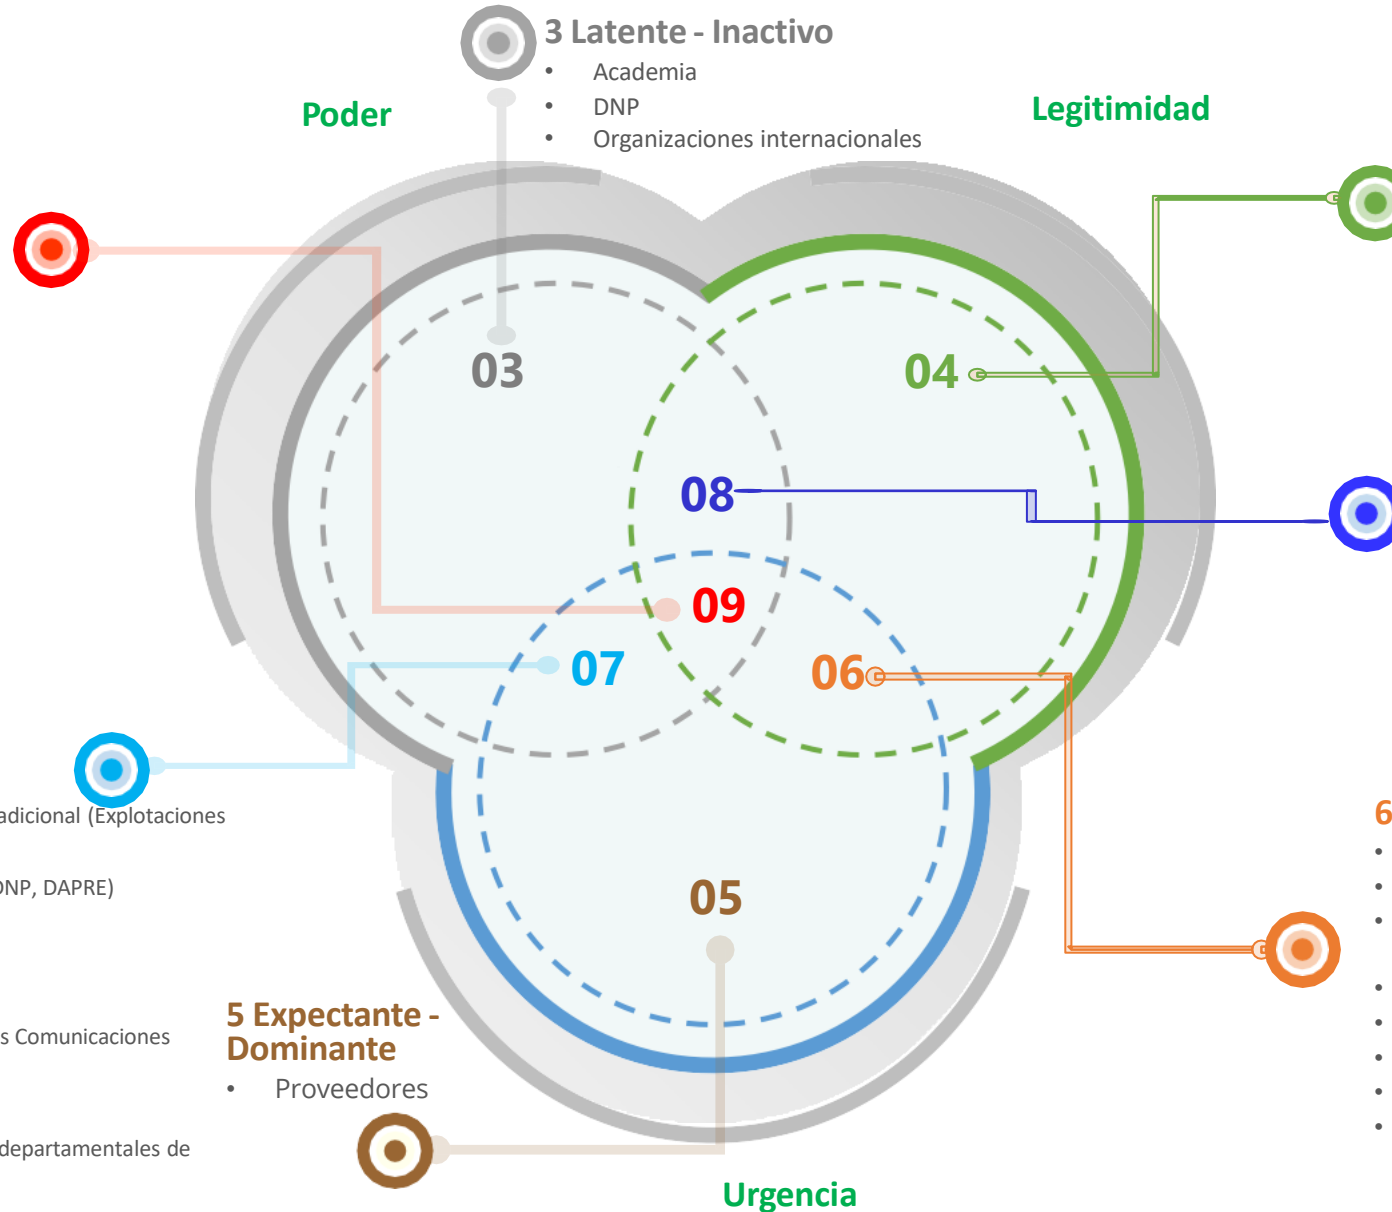 3 Latente - Inactivo
• Academia
• DNP
• Organizaciones internacionales
Poder
Legitimidad
03
04
08
09
07
06
adicional (Explotaciones
DNP, DAPRE)
05
s Comunicaciones
departamentales de
5 Expectante -
Dominante
• Proveedores
6
•
•
•
•
•
•
•
•
Urgencia